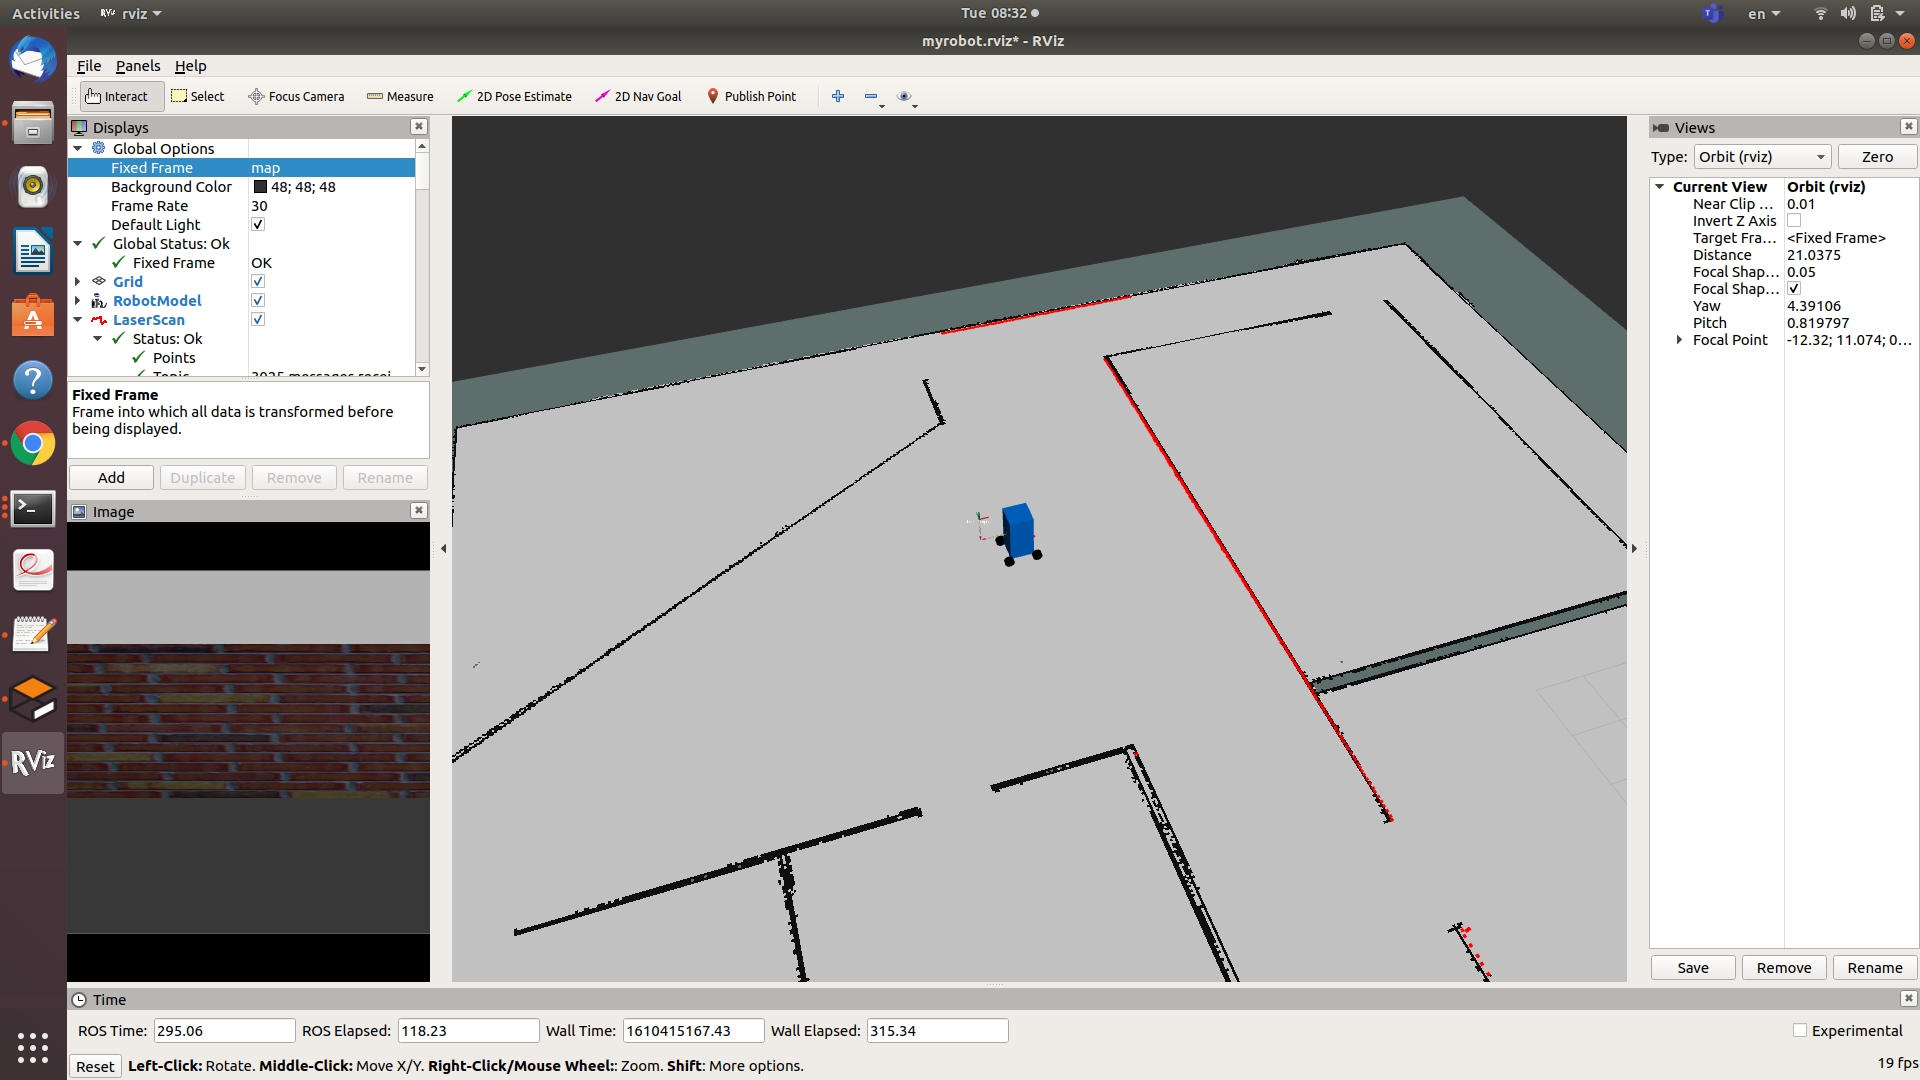 Activities
RViz rviz
Tue 08:32
en
myrobot.rviz* - RViz
File Panels Help
Interact Select Focus Camera Measure 2D Pose Estimate 2D Nav Goal Publish Point
Displays
Global Options
Fixed Frame map
Background Color 48; 48; 48
Frame Rate 30
Default Light
Global Status: Ok
Fixed Frame OK
Grid
RobotModel
LaserScan
Status: Ok
Points
Topic 3025 messages recei
Fixed Frame
Frame into which all data is transformed before
being displayed.
Add Duplicate Remove Rename
Image
RViz
Views
Type: Orbit (rviz) Zero
Current View Orbit (rviz)
Near Clip ... 0.01
Invert Z Axis
Target Fra... <Fixed Frame>
Distance 21.0375
Focal Shap... 0.05
Focal Shap...
Yaw 4.39106
Pitch 0.819797
Focal Point -12.32; 11.074; 0...
Save Remove Rename
Time
ROS Time: 295.06 ROS Elapsed: 118.23 Wall Time: 1610415167.43 Wall Elapsed: 315.34
Experimental
Reset Left-Click: Rotate. Middle-Click: Move X/Y. Right-Click/Mouse Wheel:: Zoom. Shift: More options.
19 fps